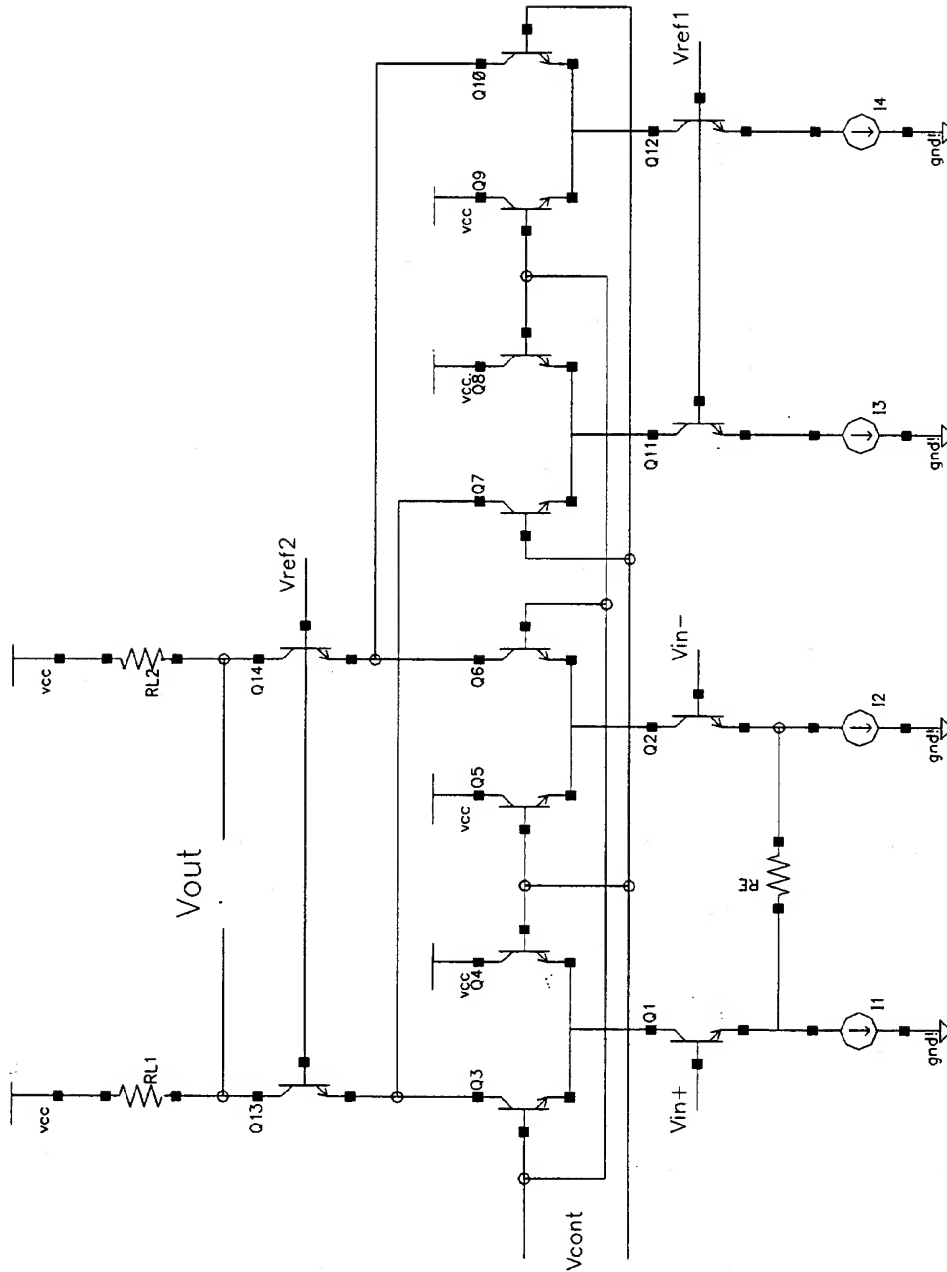 vcc
vcc
RL1
RL2
Vout
Q13
Q14
Vref2
vcc
vcc
vcc
vcc
Q3
Q4
Q5
Q6
Q7
Q8
Q9
Q10
Vcont
Q1
Q2
Q11
Q12
Vin+
Vin-
Vref1
RE
I1
I2
I3
I4
gnd!
gnd!
gnd!
gnd!